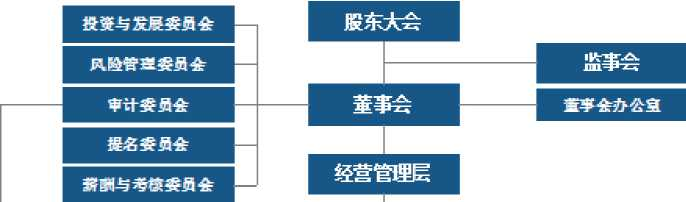 投资与发展委员会
股东大会
风险管理委员会
监事会
审计委员会
董事会
董事会办公室
提名委员会
经营管理层
薪酬与考核委员会